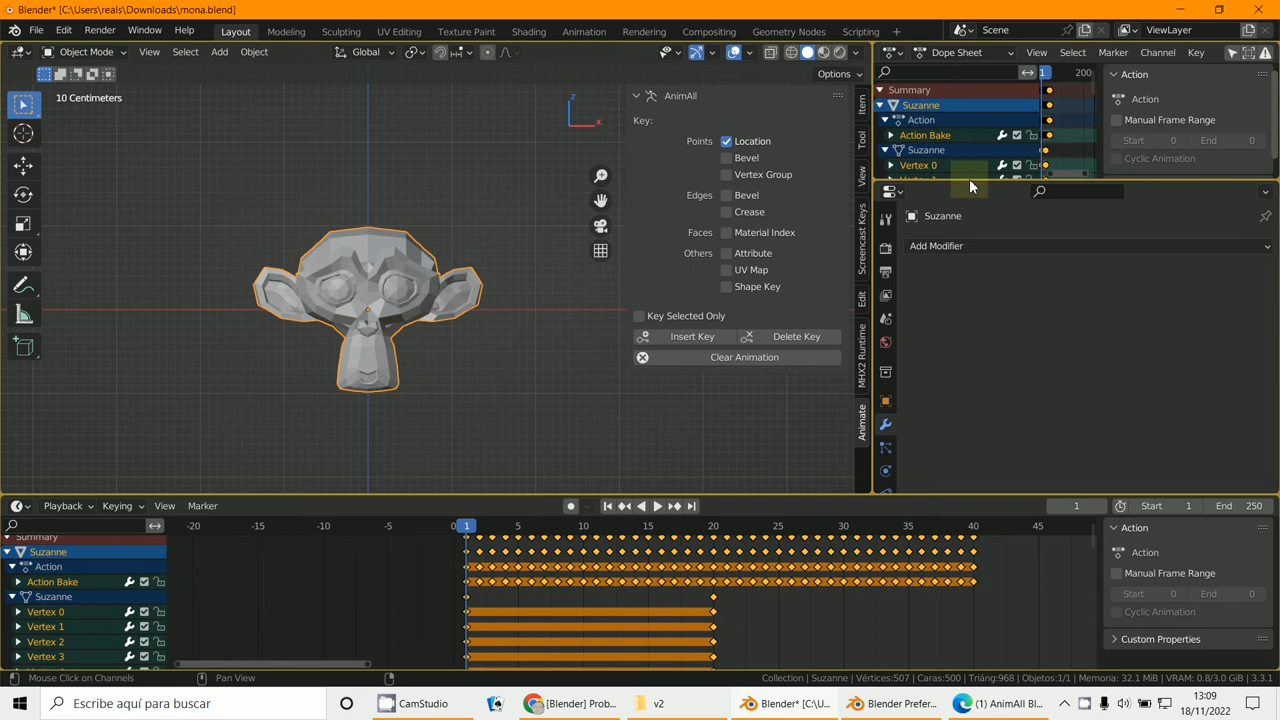 Blender* [C:\Users\reals\Downloads\mona.blend]
File Edit Render Window Help Layout Modeling Sculpting UV Editing Texture Paint Shading Animation Rendering Compositing Geometry Nodes Scripting + Scene ViewLayer
Object Mode View Select Add Object Global Dope Sheet View Select Marker Channel Key
Options 1 200 Action
10 Centimeters
z
x
AnimAll
Key:
Points Location
Bevel
Vertex Group
Edges Bevel
Crease
Faces Material Index
Others Attribute
UV Map
Shape Key
Key Selected Only
Insert Key Delete Key
Clear Animation
Item
Tool
View
Screencast Keys
Edit
MHX2 Runtime
Animate
Summary
Suzanne
Action
Action Bake
Suzanne
Vertex 0
Action
Manual Frame Range
Start 0 End 0
Cyclic Animation
Suzanne
Add Modifier
Playback Keying View Marker 1 Start 1 End 250
-20 -15 -10 -5 0 1 5 10 15 20 25 30 35 40 45
Summary
Suzanne
Action
Action Bake
Suzanne
Vertex 0
Vertex 1
Vertex 2
Vertex 3
Action
Action
Manual Frame Range
Start 0 End 0
Cyclic Animation
Custom Properties
Mouse Click on Channels Pan View Collection | Suzanne | Vértices:507 | Caras:500 | Triáng:968 | Objetos:1/1 | Memoria: 32.1 MiB | VRAM: 0.8/3.0 GiB | 3.3.1
Escribe aquí para buscar CamStudio [Blender] Prob... v2 Blender* [C:\U... Blender Prefer... (1) AnimAll Bl... 13:09
18/11/2022